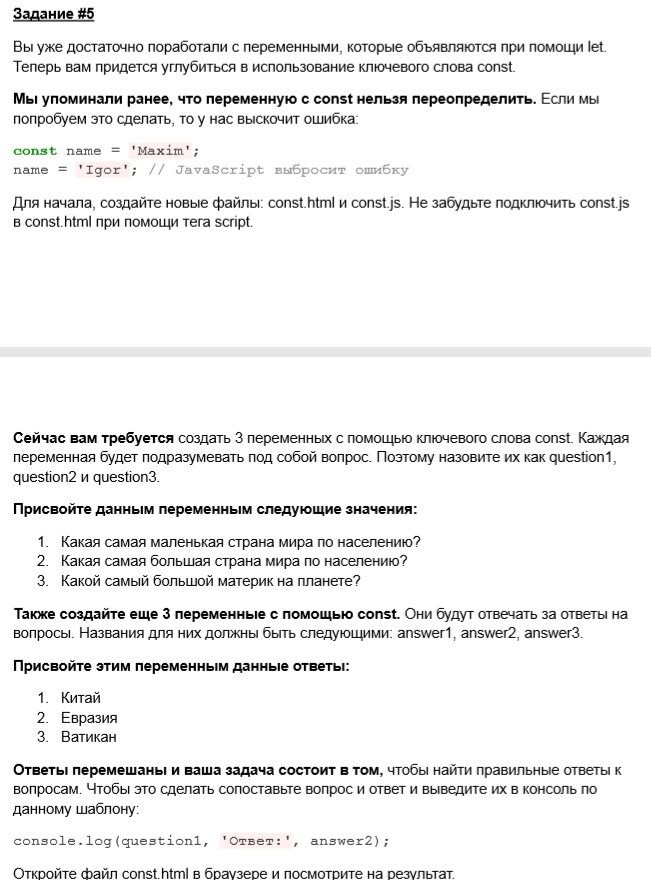 Задание #5
Вы уже достаточно поработали с переменными, которые объявляются при помощи let.
Теперь вам придется углубиться в использование ключевого слова const.
Мы упоминали ранее, что переменную с const нельзя переопределить. Если мы
попробуем это сделать, то у нас выскочит ошибка:
const name = 'Maxim';
name = 'Igor'; // JavaScript выбросит ошибку
Для начала, создайте новые файлы: const.html и const.js. Не забудьте подключить const.js
в const.html при помощи тега script.
Сейчас вам требуется создать 3 переменных с помощью ключевого слова const. Каждая
переменная будет подразумевать под собой вопрос. Поэтому назовите их как question1,
question2 и question3.
Присвойте данным переменным следующие значения:
1. Какая самая маленькая страна мира по населению?
2. Какая самая большая страна мира по населению?
3. Какой самый большой материк на планете?
Также создайте еще 3 переменные с помощью const. Они будут отвечать за ответы на
вопросы. Названия для них должны быть следующими: answer1, answer2, answer3.
Присвойте этим переменным данные ответы:
1. Китай
2. Евразия
3. Ватикан
Ответы перемешаны и ваша задача состоит в том, чтобы найти правильные ответы к
вопросам. Чтобы это сделать сопоставьте вопрос и ответ и выведите их в консоль по
данному шаблону:
console.log(question1, 'Ответ:', answer2);
Откройте файл const.html в браузере и посмотрите на результат.